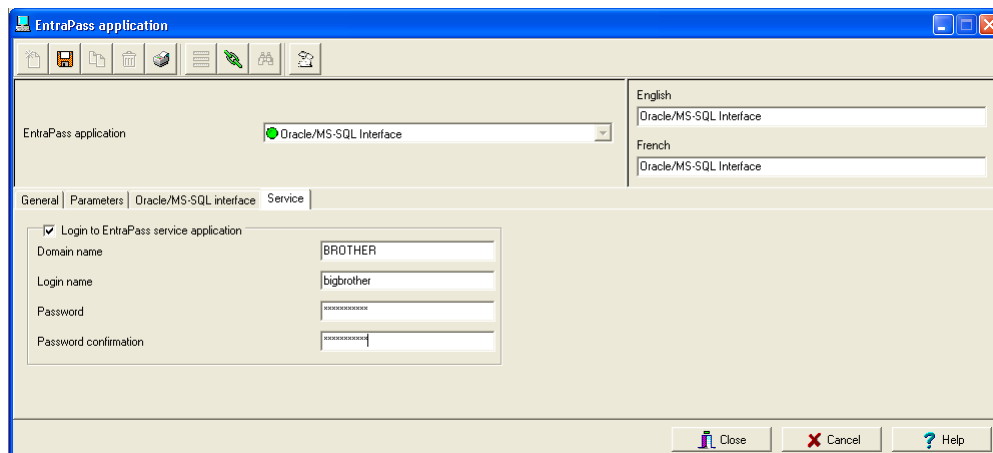 EntraPass application
English
Oracle/MS-SQL Interface
EntraPass application
Oracle/MS-SQL Interface
French
Oracle/MS-SQL Interface
General
Parameters
Oracle/MS-SQL interface
Service
Login to EntraPass service application
Domain name
BROTHER
Login name
bigbrother
Password
***********
Password confirmation
***********
Close
Cancel
Help